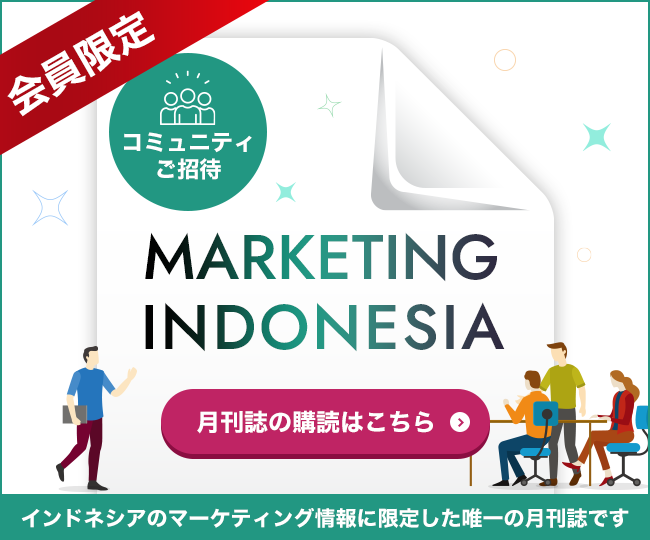 会員限定
コミュニティ
ご招待
MARKETING
INDONESIA
月刊誌の購読はこちら
インドネシアのマーケティング情報に限定した唯一の月刊誌です